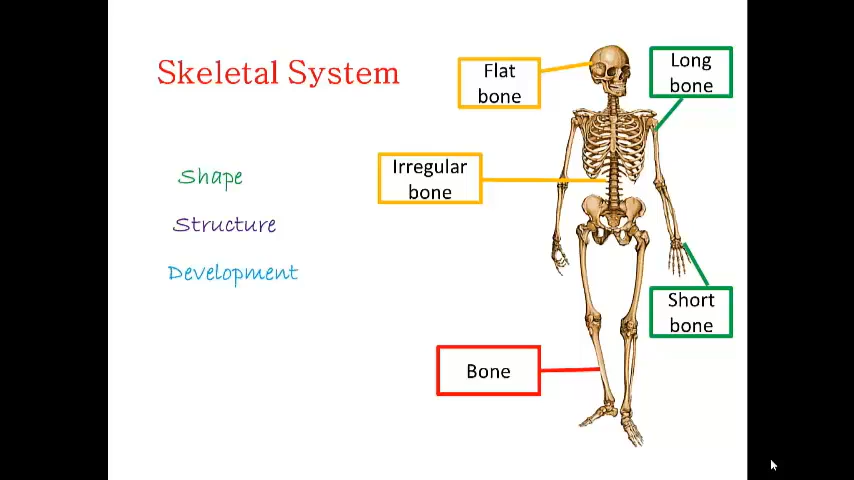 Skeletal System
Shape
Structure
Development
Flat
bone
Long
bone
Irregular
bone
Short
bone
Bone